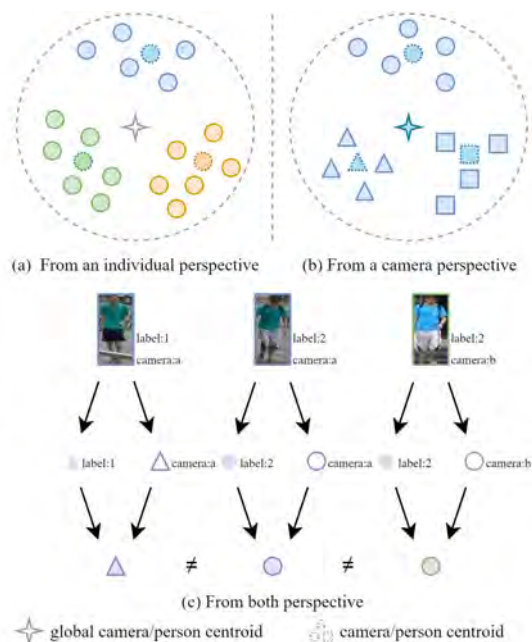 (a) From an individual perspective
(b) From a camera perspective
label:1
camera:a
label:2
camera:a
label:2
camera:b
label:1
camera:a
label:2
camera:a
label:2
camera:b
≠
≠
(c) From both perspective
global camera/person centroid
camera/person centroid